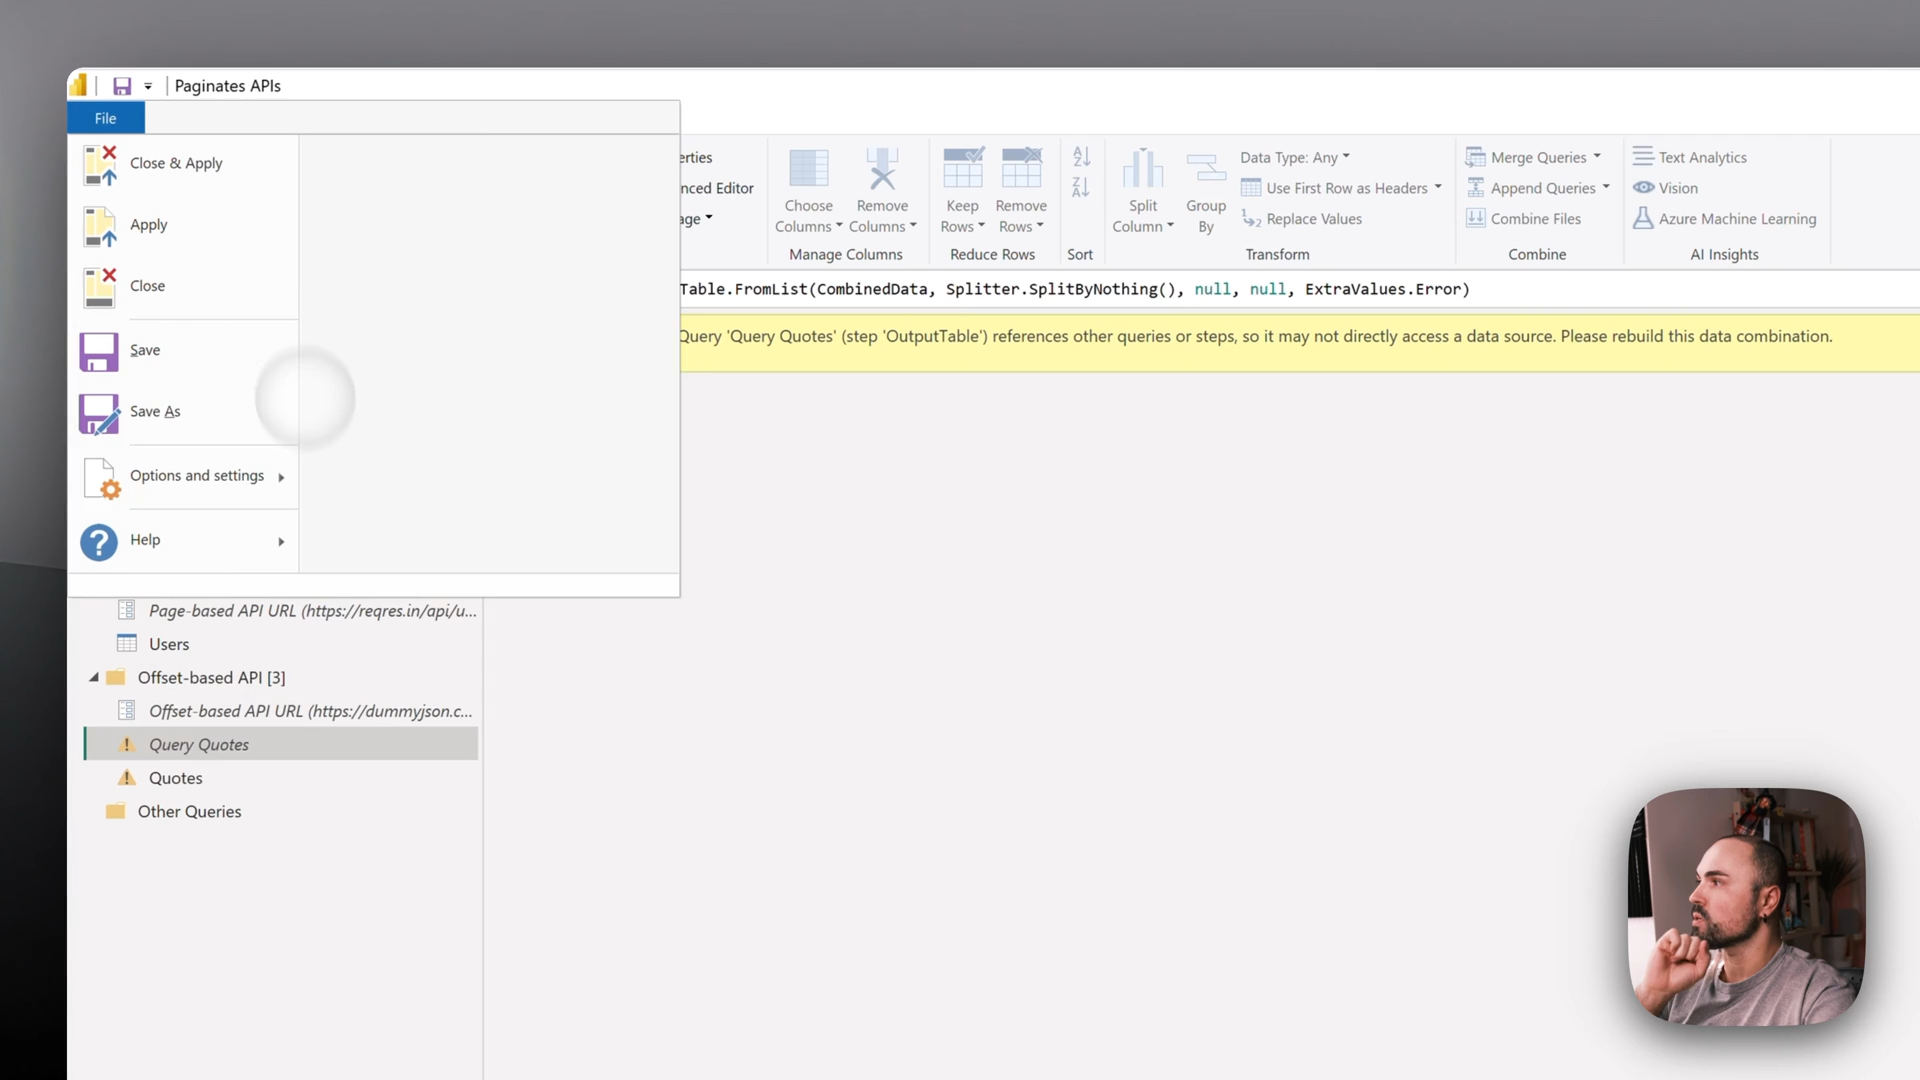 Paginates APIs
File
Close & Apply
Apply
Close
Save
Save As
Options and settings
Help
erties
nced Editor
age
Choose Columns
Remove Columns
Manage Columns
Keep Rows
Remove Rows
Reduce Rows
Sort
Split Column
Group By
Data Type: Any
Use First Row as Headers
Replace Values
Transform
Merge Queries
Append Queries
Combine Files
Combine
Text Analytics
Vision
Azure Machine Learning
AI Insights
Table.FromList(CombinedData, Splitter.SplitByNothing(), null, null, ExtraValues.Error)
Query 'Query Quotes' (step 'OutputTable') references other queries or steps, so it may not directly access a data source. Please rebuild this data combination.
Page-based API URL (https://reqres.in/api/u...
Users
Offset-based API [3]
Offset-based API URL (https://dummyjson.c...
Query Quotes
Quotes
Other Queries